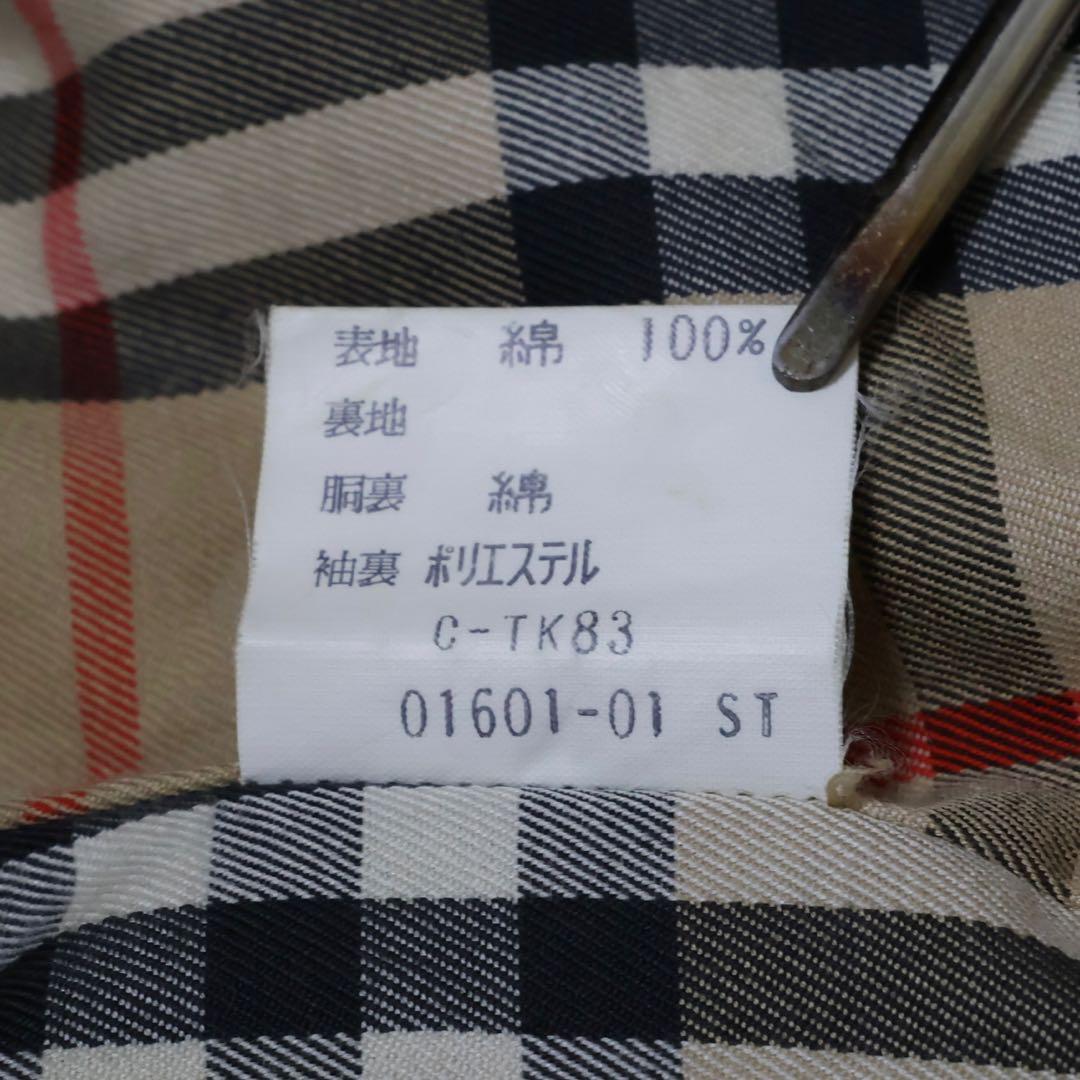 表地 綿 100%
裏地
胴裏 綿
袖裏 ポリエステル
C-TK83
01601-01 ST